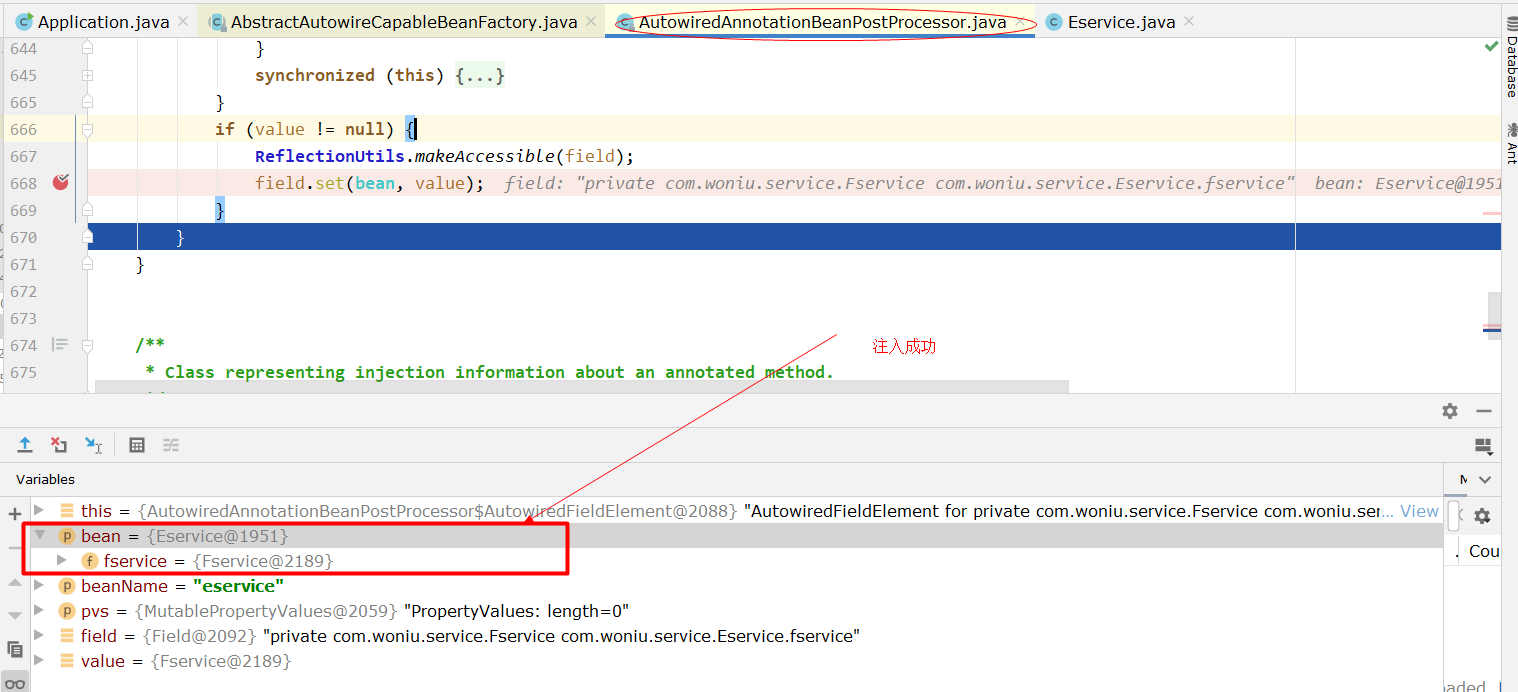 Application.java AbstractAutowireCapableBeanFactory.java AutowiredAnnotationBeanPostProcessor.java Eservice.java
644 }
645 synchronized (this) {...}
665 }
666 if (value != null) {
667 ReflectionUtils.makeAccessible(field);
668 field.set(bean, value); field: "private com.woniu.service.Fservice com.woniu.service.Eservice.fservice" bean: Eservice@1951
669 }
670 }
671 }
672
673
674 /**
675 * Class representing injection information about an annotated method.
注入成功
Database
Ant
Variables
this = {AutowiredAnnotationBeanPostProcessor$AutowiredFieldElement@2088} "AutowiredFieldElement for private com.woniu.service.Fservice com.woniu.ser... View
bean = {Eservice@1951}
fservice = {Fservice@2189}
beanName = "eservice"
pvs = {MutablePropertyValues@2059} "PropertyValues: length=0"
field = {Field@2092} "private com.woniu.service.Fservice com.woniu.service.Eservice.fservice"
value = {Fservice@2189}
Cou